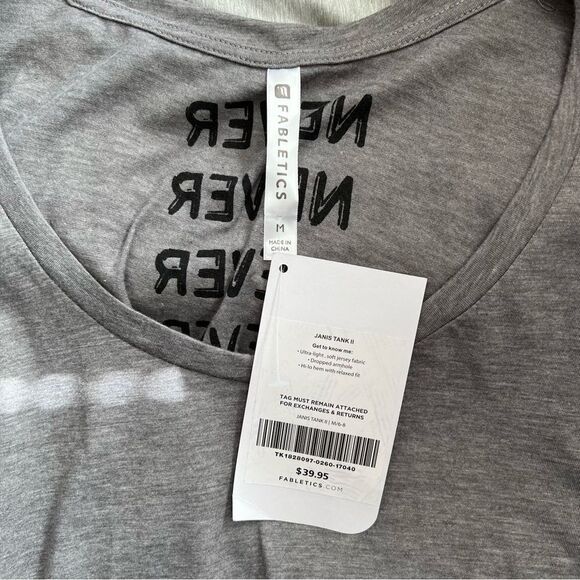 NEVER
NEVER
EVER
EVER
FABLETICS
M
MADE IN
CHINA
JANIS TANK II
Get to know me:
• Ultra-light, soft jersey fabric
• Dropped armhole
• Hi-lo hem with relaxed fit
TAG MUST REMAIN ATTACHED
FOR EXCHANGES & RETURNS
JANIS TANK II | M/6-8
TK1828097-0260-17040
$39.95
FABLETICS.COM